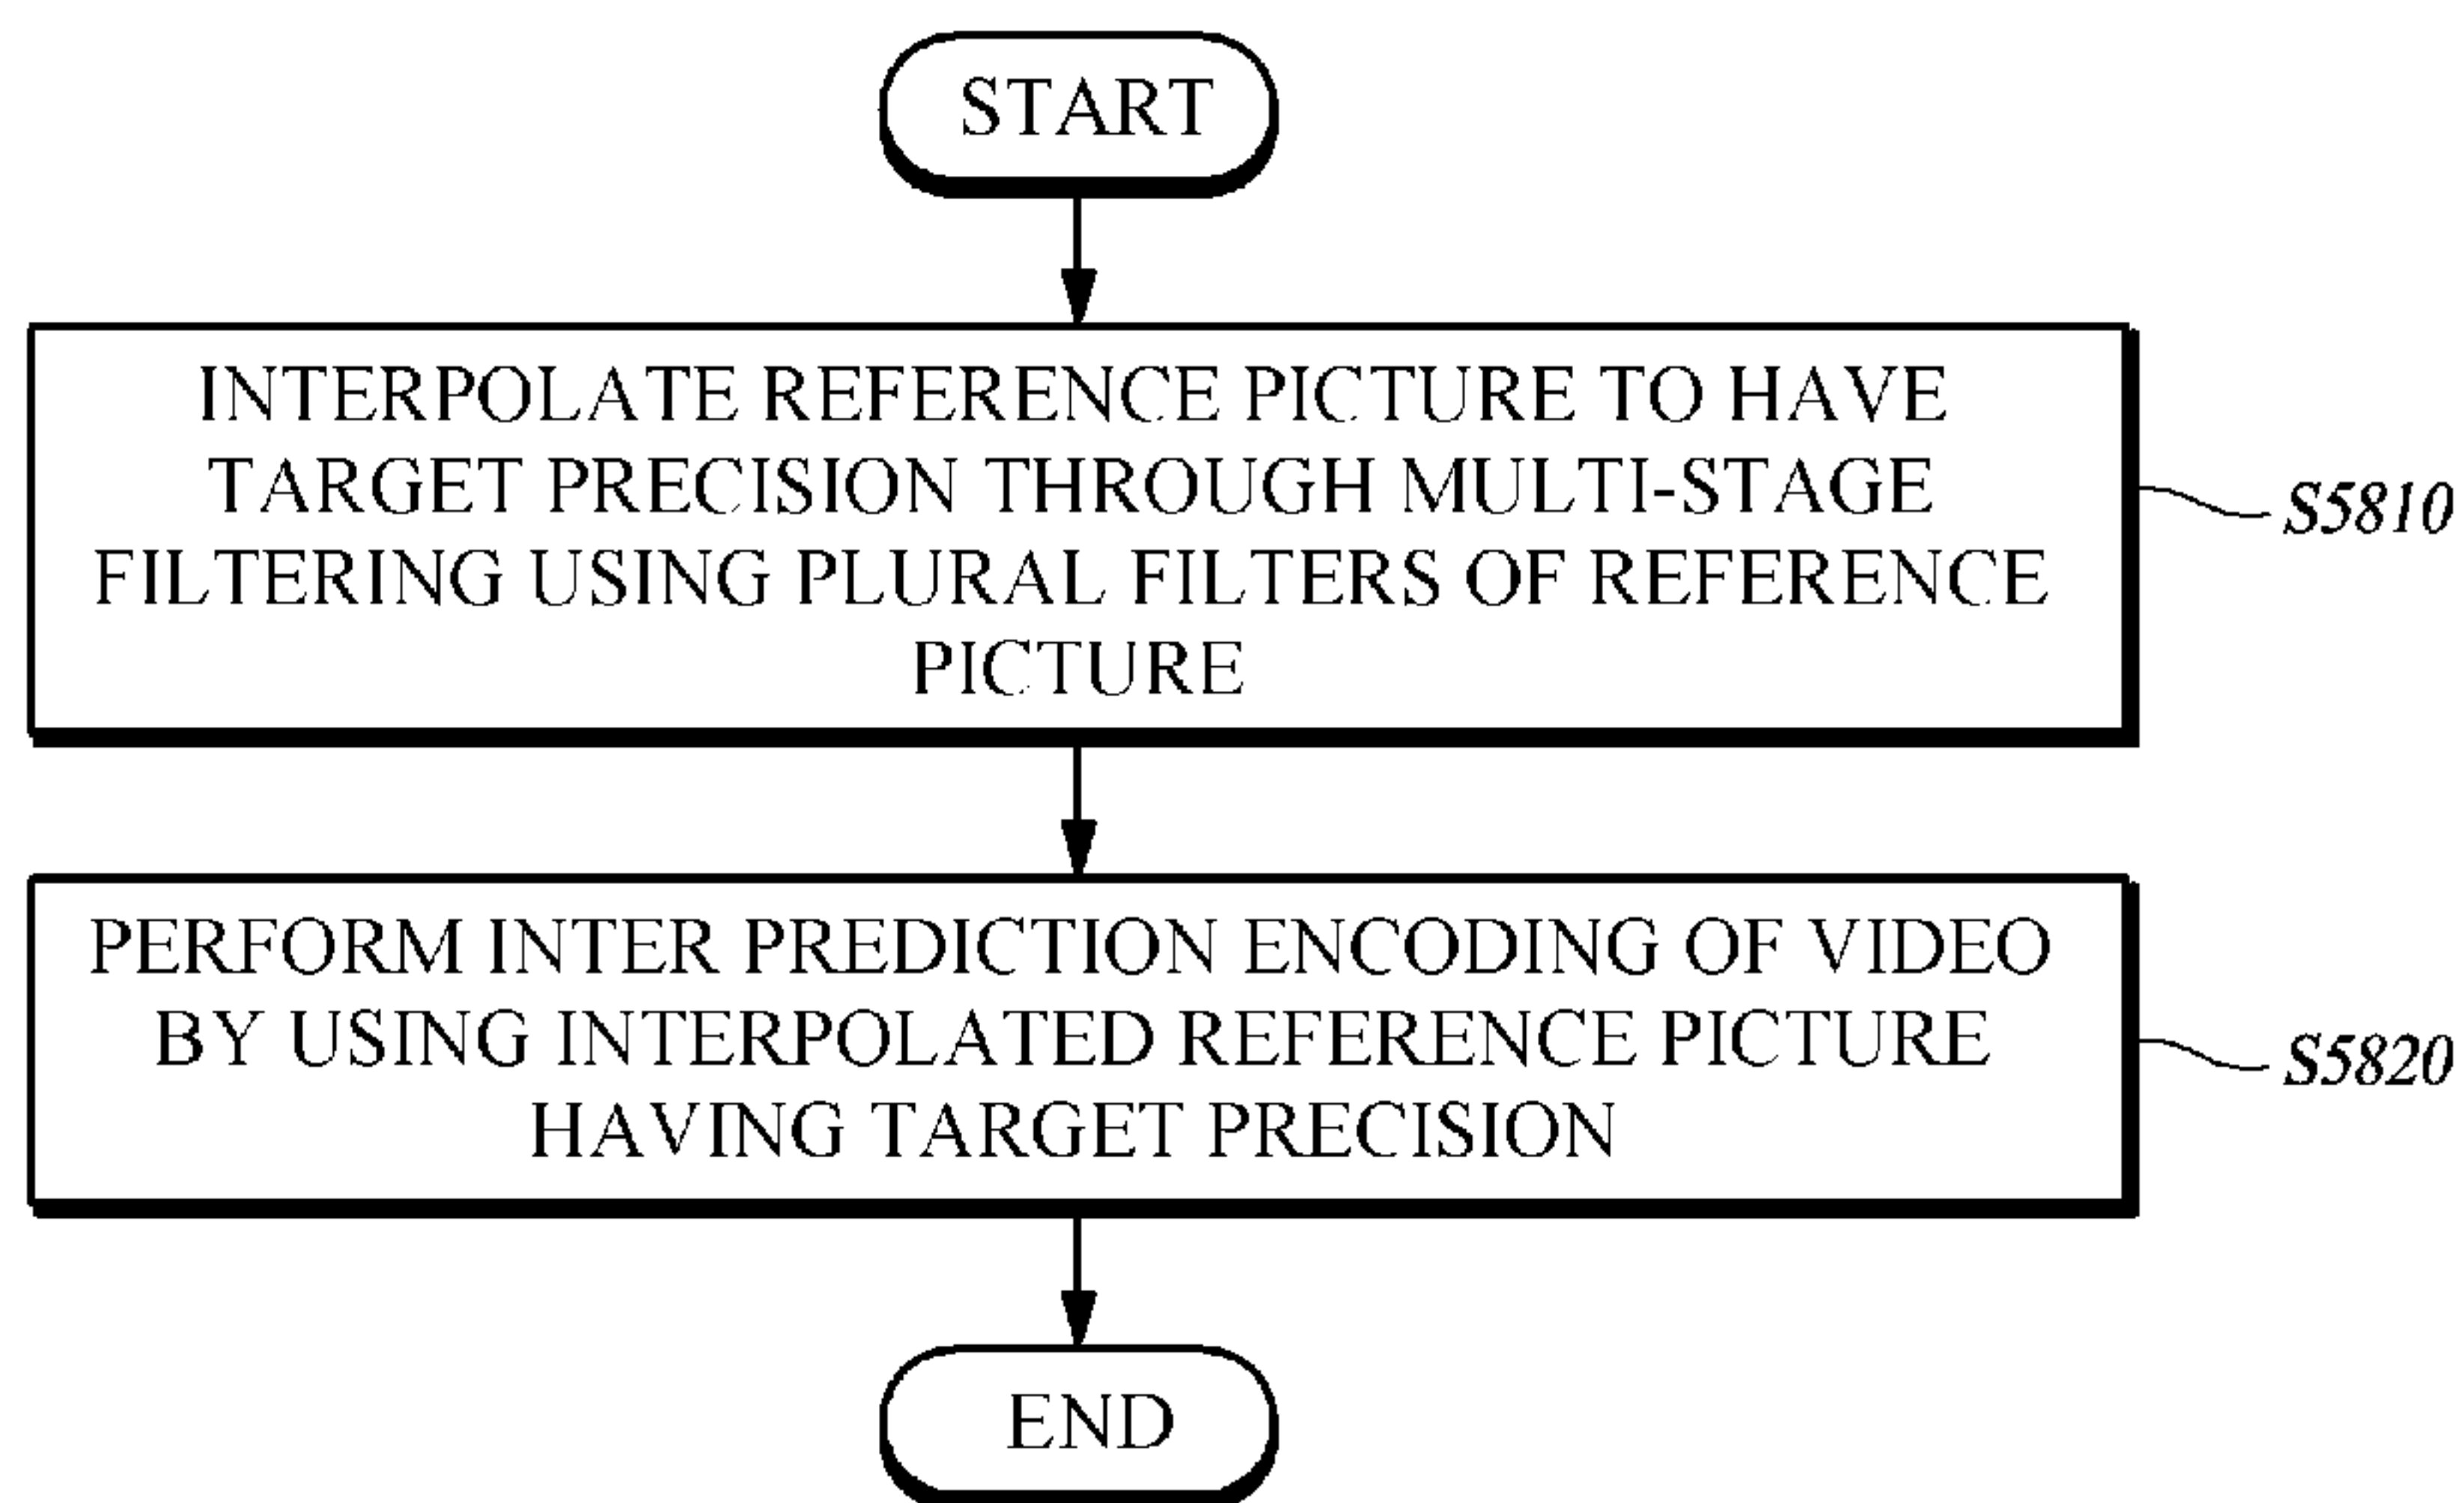 START
INTERPOLATE REFERENCE PICTURE TO HAVE
TARGET PRECISION THROUGH MULTI-STAGE
FILTERING USING PLURAL FILTERS OF REFERENCE
PICTURE
S5810
PERFORM INTER PREDICTION ENCODING OF VIDEO
BY USING INTERPOLATED REFERENCE PICTURE
HAVING TARGET PRECISION
S5820
END